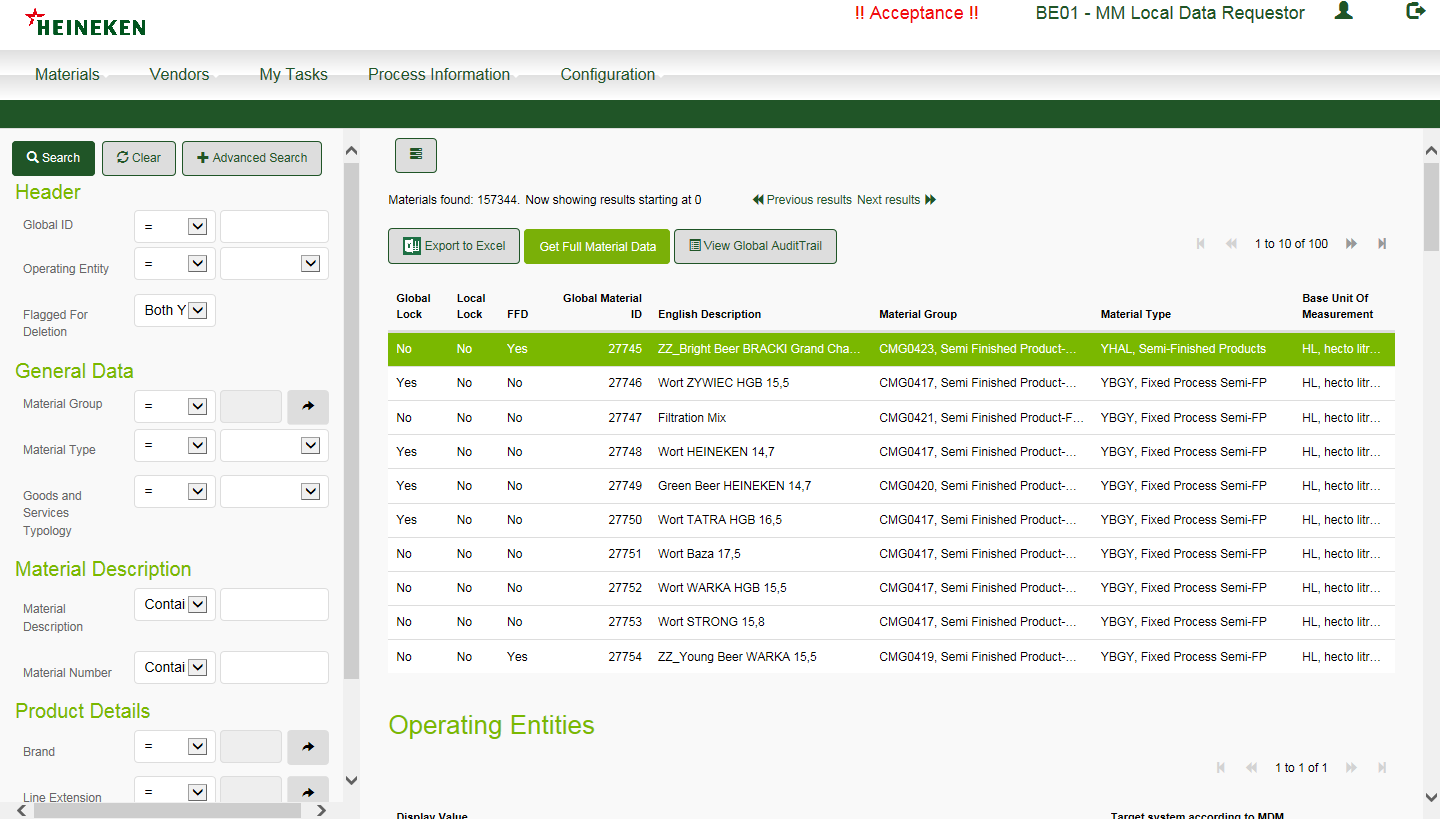 HEINEKEN
!! Acceptance !!
BE01 - MM Local Data Requestor
Materials Vendors My Tasks Process Information Configuration
Search Clear Advanced Search
Header
Global ID =
Operating Entity =
Flagged For Deletion Both Y
General Data
Material Group =
Material Type =
Goods and Services Typology =
Material Description
Material Description Contai
Material Number Contai
Product Details
Brand =
Line Extension =
Materials found: 157344. Now showing results starting at 0 Previous results Next results
Export to Excel Get Full Material Data View Global AuditTrail 1 to 10 of 100
Global Lock Local Lock FFD Global Material ID English Description Material Group Material Type Base Unit Of Measurement
No No Yes 27745 ZZ_Bright Beer BRACKI Grand Cha... CMG0423, Semi Finished Product-... YHAL, Semi-Finished Products HL, hecto litr...
Yes No No 27746 Wort ZYWIEC HGB 15,5 CMG0417, Semi Finished Product-... YBGY, Fixed Process Semi-FP HL, hecto litr...
No No No 27747 Filtration Mix CMG0421, Semi Finished Product-F... YBGY, Fixed Process Semi-FP HL, hecto litr...
Yes No No 27748 Wort HEINEKEN 14,7 CMG0417, Semi Finished Product-... YBGY, Fixed Process Semi-FP HL, hecto litr...
Yes No No 27749 Green Beer HEINEKEN 14,7 CMG0420, Semi Finished Product-... YBGY, Fixed Process Semi-FP HL, hecto litr...
Yes No No 27750 Wort TATRA HGB 16,5 CMG0417, Semi Finished Product-... YBGY, Fixed Process Semi-FP HL, hecto litr...
No No No 27751 Wort Baza 17,5 CMG0417, Semi Finished Product-... YBGY, Fixed Process Semi-FP HL, hecto litr...
No No No 27752 Wort WARKA HGB 15,5 CMG0417, Semi Finished Product-... YBGY, Fixed Process Semi-FP HL, hecto litr...
No No No 27753 Wort STRONG 15,8 CMG0417, Semi Finished Product-... YBGY, Fixed Process Semi-FP HL, hecto litr...
No No Yes 27754 ZZ_Young Beer WARKA 15,5 CMG0419, Semi Finished Product-... YBGY, Fixed Process Semi-FP HL, hecto litr...
Operating Entities
1 to 1 of 1
Display Value Target system according to MDM